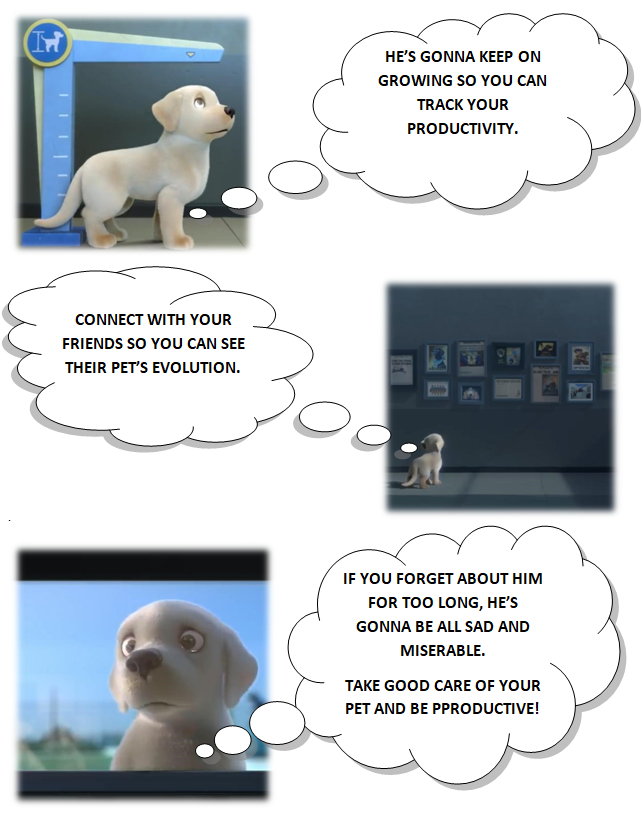 HE'S GONNA KEEP ON
GROWING SO YOU CAN
TRACK YOUR
PRODUCTIVITY.
CONNECT WITH YOUR
FRIENDS SO YOU CAN SEE
THEIR PET'S EVOLUTION.
.
IF YOU FORGET ABOUT HIM
FOR TOO LONG, HE'S
GONNA BE ALL SAD AND
MISERABLE.
TAKE GOOD CARE OF YOUR
PET AND BE PPRODUCTIVE!